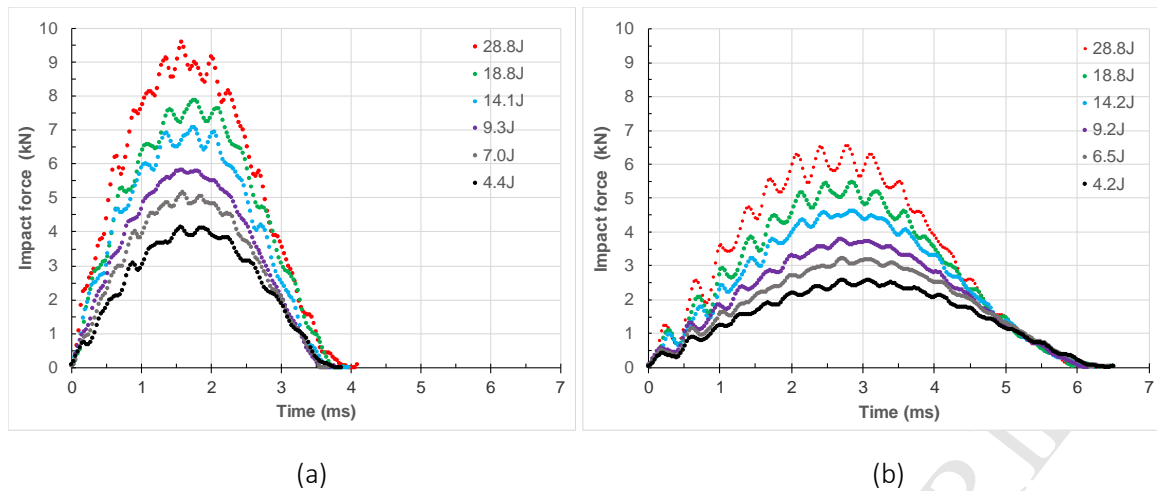 10
9
8
7
6
5
4
3
2
1
0
Impact force (kN)
28.8J
18.8J
14.1J
9.3J
7.0J
4.4J
0 1 2 3 4 5 6 7
Time (ms)
(a)
10
9
8
7
6
5
4
3
2
1
0
Impact force (kN)
28.8J
18.8J
14.2J
9.2J
6.5J
4.2J
0 1 2 3 4 5 6 7
Time (ms)
(b)